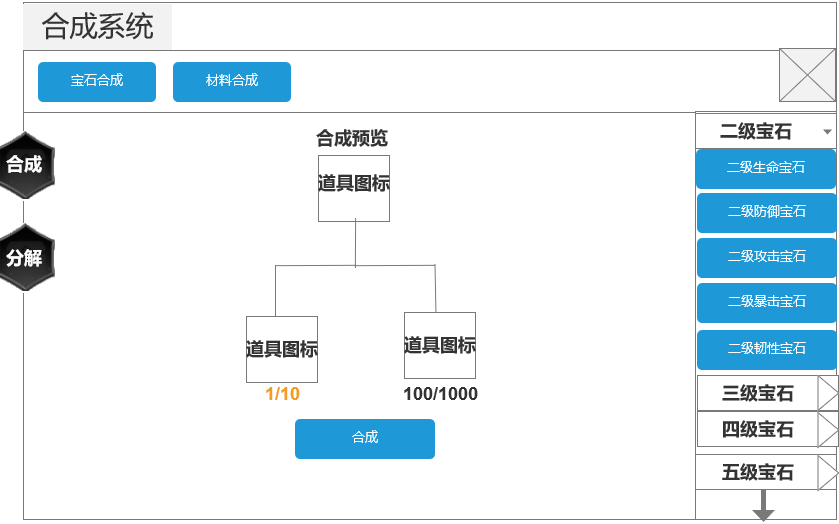 合成系统
宝石合成
材料合成
合成
分解
合成预览
道具图标
道具图标
道具图标
1/10
100/1000
合成
二级宝石
二级生命宝石
二级防御宝石
二级攻击宝石
二级暴击宝石
二级韧性宝石
三级宝石
四级宝石
五级宝石